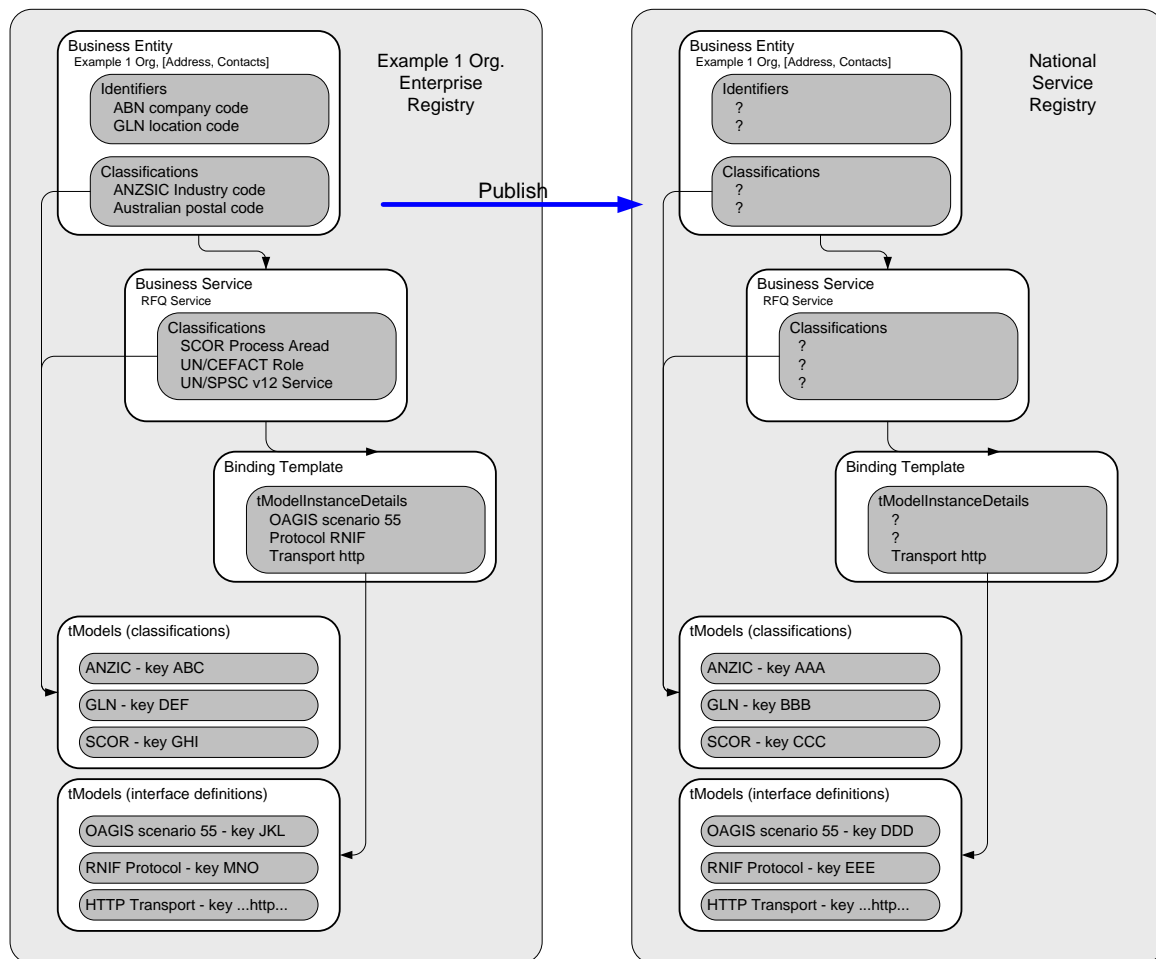 Business Entity
Example 1 Org, [Address, Contacts]
Identifiers
ABN company code
GLN location code
Classifications
ANZSIC Industry code
Australian postal code
Example 1 Org.
Enterprise
Registry
Business Service
RFQ Service
Classifications
SCOR Process Aread
UN/CEFACT Role
UN/SPSC v12 Service
Binding Template
tModelInstanceDetails
OAGIS scenario 55
Protocol RNIF
Transport http
tModels (classifications)
ANZIC - key ABC
GLN - key DEF
SCOR - key GHI
tModels (interface definitions)
OAGIS scenario 55 - key JKL
RNIF Protocol - key MNO
HTTP Transport - key ...http...
Publish
Business Entity
Example 1 Org, [Address, Contacts]
Identifiers
?
?
Classifications
?
?
National
Service
Registry
Business Service
RFQ Service
Classifications
?
?
?
Binding Template
tModelInstanceDetails
?
?
Transport http
tModels (classifications)
ANZIC - key AAA
GLN - key BBB
SCOR - key CCC
tModels (interface definitions)
OAGIS scenario 55 - key DDD
RNIF Protocol - key EEE
HTTP Transport - key ...http...